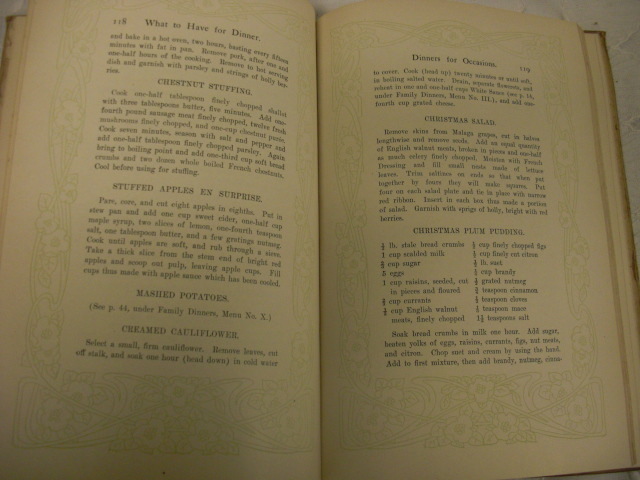 118 What to Have for Dinner.
and bake in a hot oven, two hours, basting every fifteen
minutes with fat in pan. Remove pork, after one and
one-half hours of the cooking. Remove to hot serving
dish and garnish with parsley and strings of holly ber-
ries.
CHESTNUT STUFFING.
Cook one-half tablespoon finely chopped shallot
with three tablespoons butter, five minutes. Add one-
fourth pound sausage meat finely chopped, twelve fresh
mushrooms finely chopped, and one-cup chestnut purée.
Cook seven minutes, season with salt and pepper and
add one-half tablespoon finely chopped parsley. Again
bring to boiling point and add one-third cup soft bread
crumbs and two dozen whole boiled French chestnuts.
Cool before using for stuffing.
STUFFED APPLES EN SURPRISE.
Pare, core, and cut eight apples in eighths. Put in
stew pan and add one cup sweet cider, one-half cup
maple syrup, two slices of lemon, one-fourth teaspoon
salt, one tablespoon butter, and a few gratings nutmeg.
Cook until apples are soft, and rub through a sieve.
Take a thick slice from the stem end of bright red
apples and scoop out pulp, leaving apple cups. Fill
cups thus made with apple sauce which has been cooled.
MASHED POTATOES.
(See p. 44, under Family Dinners, Menu No. X.)
CREAMED CAULIFLOWER.
Select a small, firm cauliflower. Remove leaves, cut
off stalk, and soak one hour (head down) in cold water
Dinners for Occasions. 119
to cover. Cook (head up) twenty minutes or until soft,
in boiling salted water. Drain, separate flowerets, and
reheat in one and one-half cups White Sauce (see p. 14,
under Family Dinners, Menu No. III.), and add one-
fourth cup grated cheese.
CHRISTMAS SALAD.
Remove skins from Malaga grapes, cut in halves
lengthwise and remove seeds. Add an equal quantity
of English walnut meats, broken in pieces and one-half
as much celery finely chopped. Moisten with French
Dressing and fill small nests made of lettuce
leaves. Trim saltines on ends so that when put
together by fours they will make squares. Put
four on each salad plate and tie in place with narrow
red ribbon. Insert in each box thus made a portion
of salad. Garnish with sprigs of holly, bright with red
berries.
CHRISTMAS PLUM PUDDING.
½ lb. stale bread crumbs
1 cup scalded milk
cup sugar
5 eggs
1 cup raisins, seeded, cut
in pieces and floured
cup currants
cup English walnut
meats, finely chopped
½ cup finely chopped figs
cup finely cut citron
½ lb. suet
cup brandy
grated nutmeg
teaspoon cinnamon
teaspoon cloves
teaspoon mace
1½ teaspoons salt
Soak bread crumbs in milk one hour. Add sugar,
beaten yolks of eggs, raisins, currants, figs, nut meats,
and citron. Chop suet and cream by using the hand.
Add to first mixture, then add brandy, nutmeg, cinna-